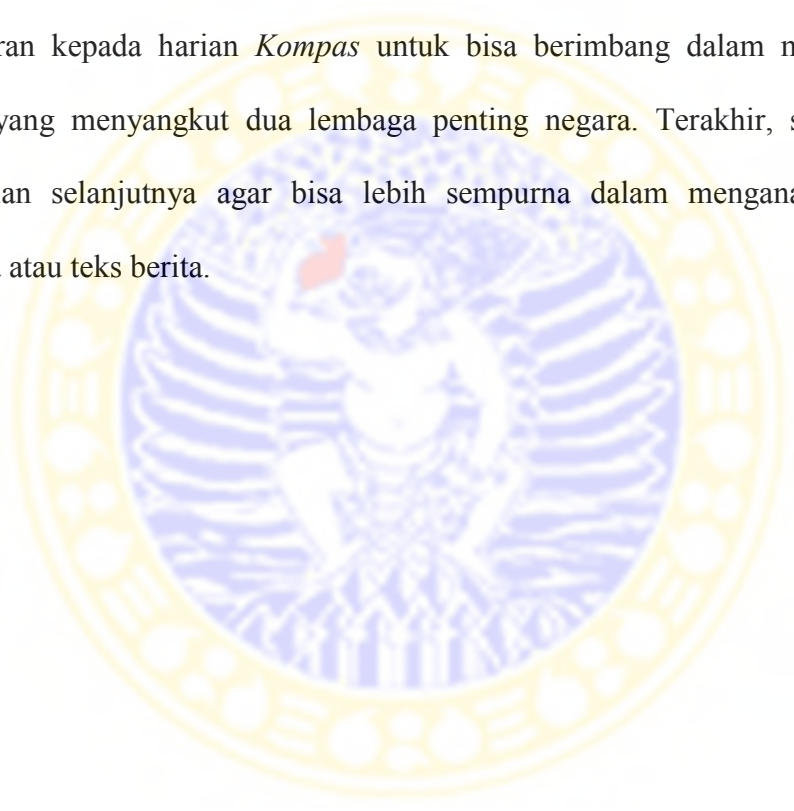 ran kepada harian Kompas untuk bisa berimbang dalam m
yang menyangkut dua lembaga penting negara. Terakhir, s
an selanjutnya agar bisa lebih sempurna dalam mengana
atau teks berita.